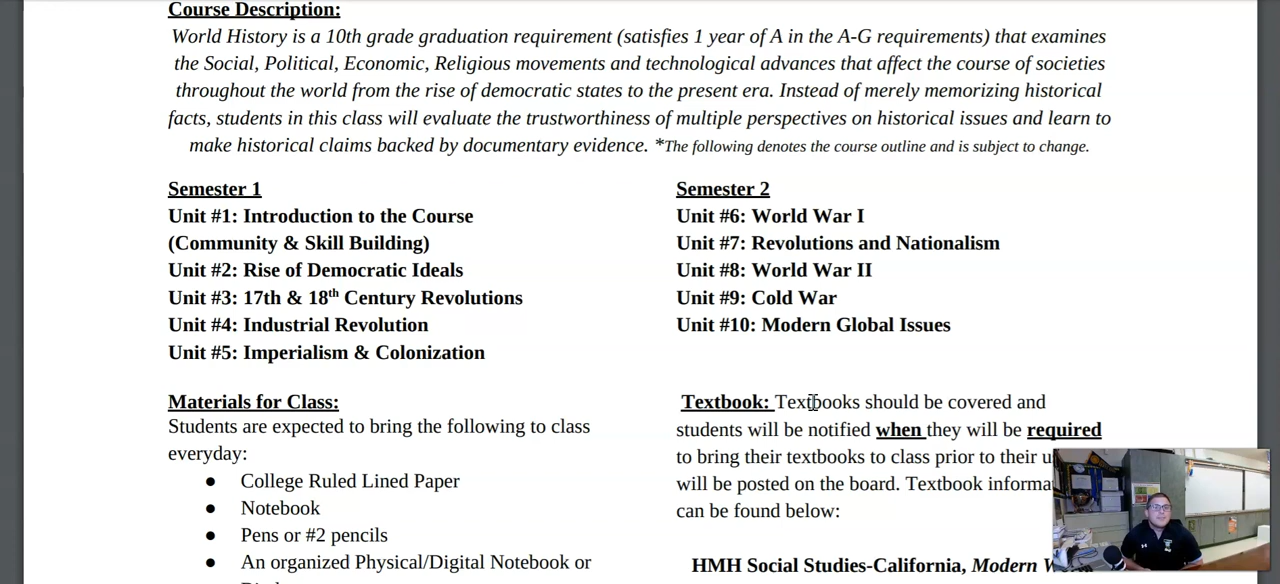 Course Description:
World History is a 10th grade graduation requirement (satisfies 1 year of A in the A-G requirements) that examines
the Social, Political, Economic, Religious movements and technological advances that affect the course of societies
throughout the world from the rise of democratic states to the present era. Instead of merely memorizing historical
facts, students in this class will evaluate the trustworthiness of multiple perspectives on historical issues and learn to
make historical claims backed by documentary evidence. *The following denotes the course outline and is subject to change.
Semester 1
Unit #1: Introduction to the Course
(Community & Skill Building)
Unit #2: Rise of Democratic Ideals
Unit #3: 17th & 18th Century Revolutions
Unit #4: Industrial Revolution
Unit #5: Imperialism & Colonization
Semester 2
Unit #6: World War I
Unit #7: Revolutions and Nationalism
Unit #8: World War II
Unit #9: Cold War
Unit #10: Modern Global Issues
Materials for Class:
Students are expected to bring the following to class
everyday:
● College Ruled Lined Paper
● Notebook
● Pens or #2 pencils
● An organized Physical/Digital Notebook or
Textbook: Textbooks should be covered and
students will be notified when they will be required
to bring their textbooks to class prior to their
will be posted on the board. Textbook
can be found below:
HMH Social Studies-California, Modern